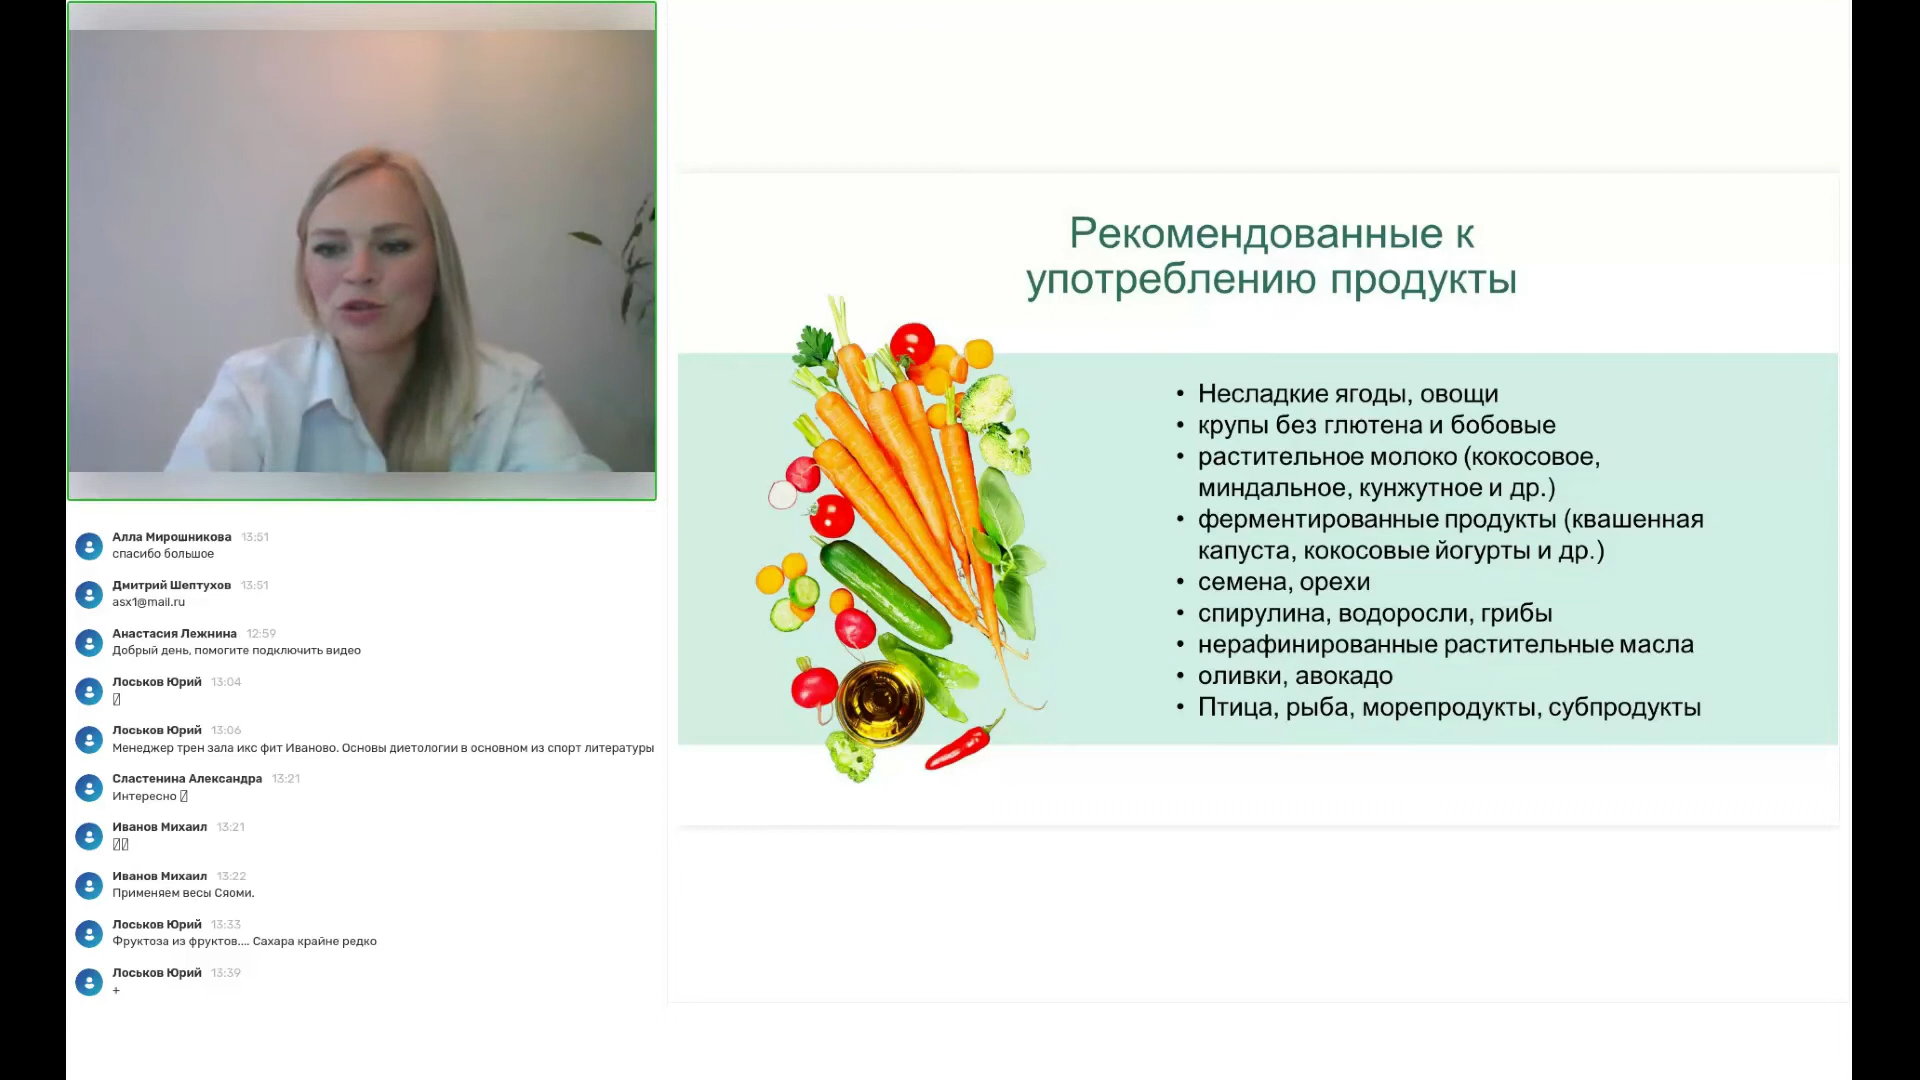 Рекомендованные к
употреблению продукты
• Несладкие ягоды, овощи
• крупы без глютена и бобовые
• растительное молоко (кокосовое,
миндальное, кунжутное и др.)
• ферментированные продукты (квашенная
капуста, кокосовые йогурты и др.)
• семена, орехи
• спирулина, водоросли, грибы
• нерафинированные растительные масла
• оливки, авокадо
• Птица, рыба, морепродукты, субпродукты
Алла Мирошникова 13:51
спасибо большое
Дмитрий Шептухов 13:51
asx1@mail.ru
Анастасия Лежнина 12:59
Добрый день, помогите подключить видео
Лоськов Юрий 13:04
Лоськов Юрий 13:06
Менеджер трен зала икс фит Иваново. Основы диетологии в основном из спорт литературы
Сластенина Александра 13:21
Интересно
Иванов Михаил 13:21
Иванов Михаил 13:22
Применяем весы Сяоми.
Лоськов Юрий 13:33
Фруктоза из фруктов.... Сахара крайне редко
Лоськов Юрий 13:39
+